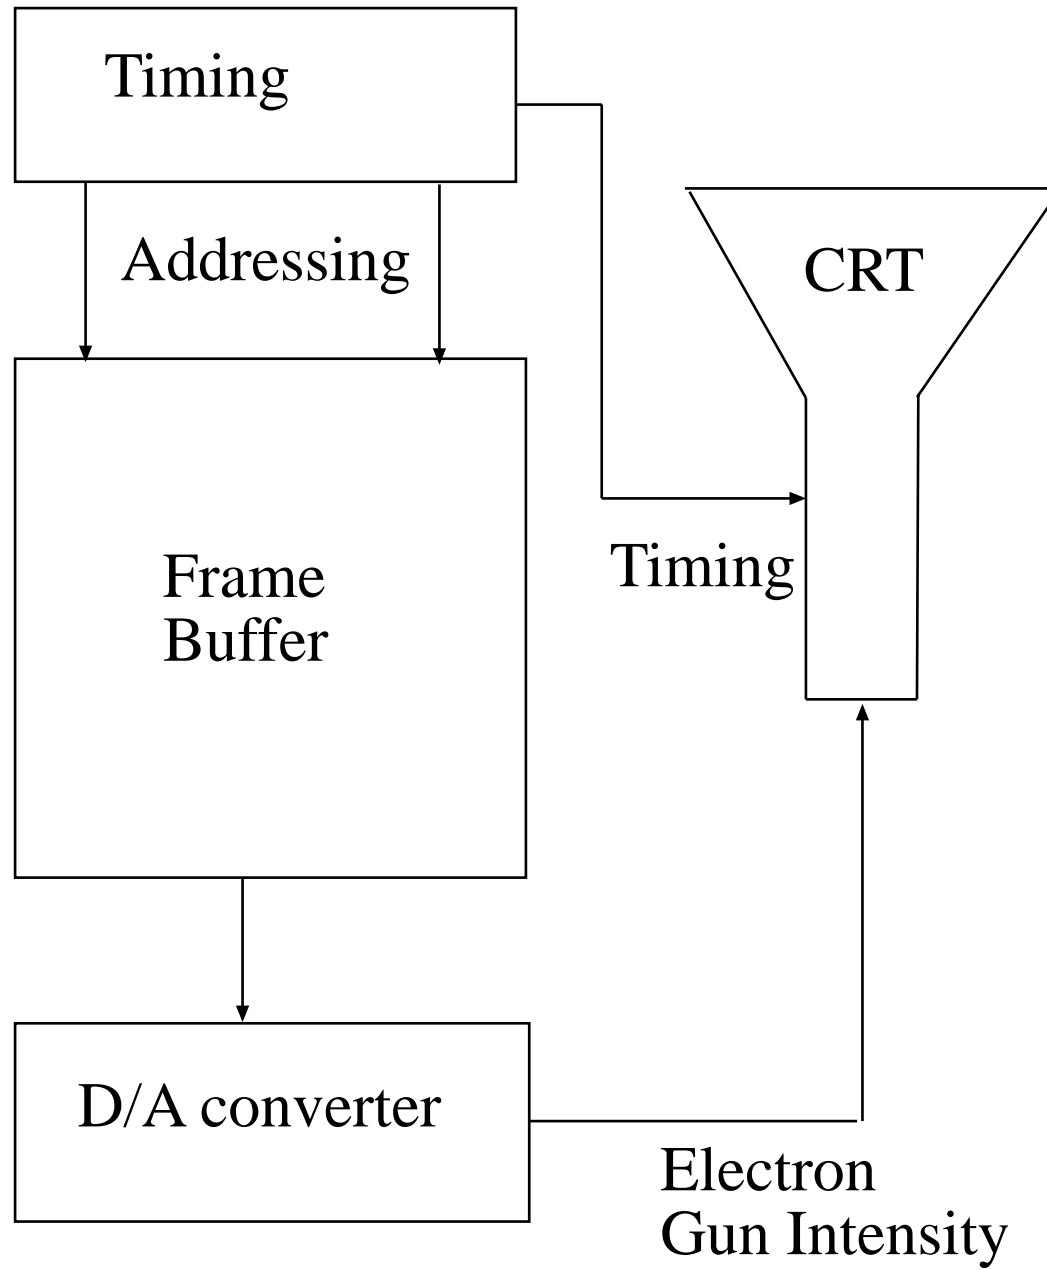 Timing
Addressing
CRT
Timing
Frame
Buffer
D/A converter
Electron
Gun Intensity